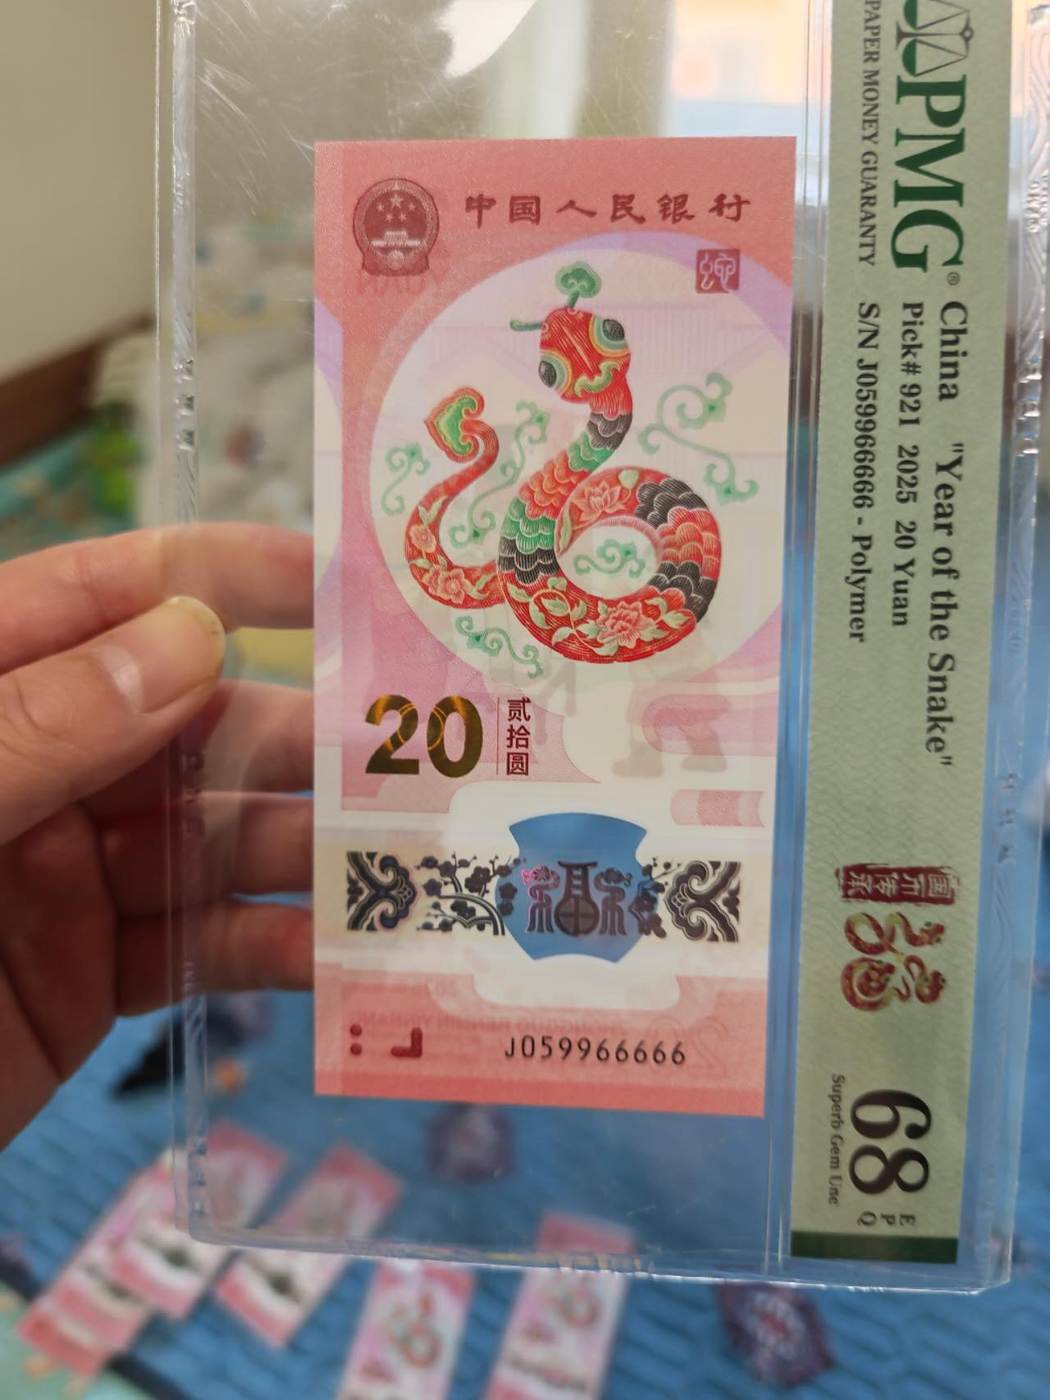 中国人民银行
20
贰拾圆
J059966666
PMG®
PAPER MONEY GUARANTY
China "Year of the Snake"
Pick# 921 2025 20 Yuan
S/N J059966666 - Polymer
68
EPQ
Superb Gem Unc